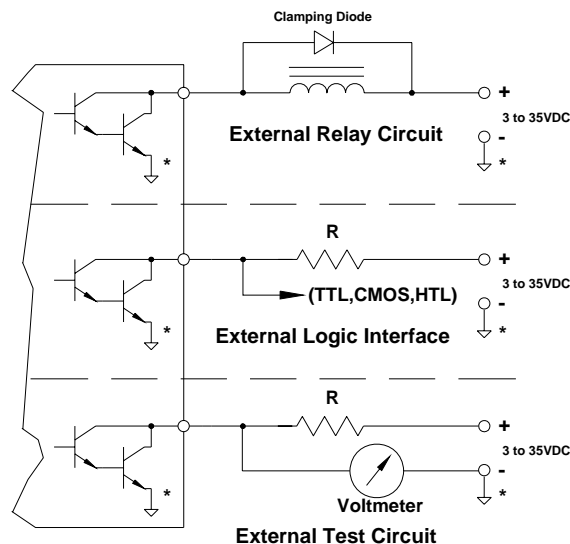 Clamping Diode
+
3 to 35VDC
-
*
*
External Relay Circuit
R
+
3 to 35VDC
(TTL,CMOS,HTL)
-
*
*
External Logic Interface
R
+
3 to 35VDC
-
*
*
Voltmeter
External Test Circuit